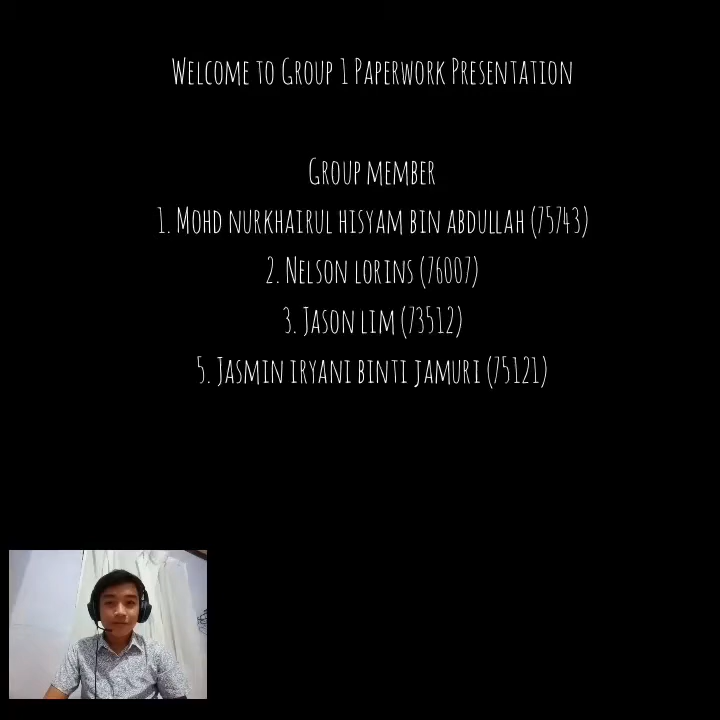 Welcome to Group 1 Paperwork Presentation
Group member
1. Mohd nurkhairul hisyam bin abdullah (75743)
2. Nelson lorins (76007)
3. Jason lim (73512)
5. Jasmin iryani binti jamuri (75121)